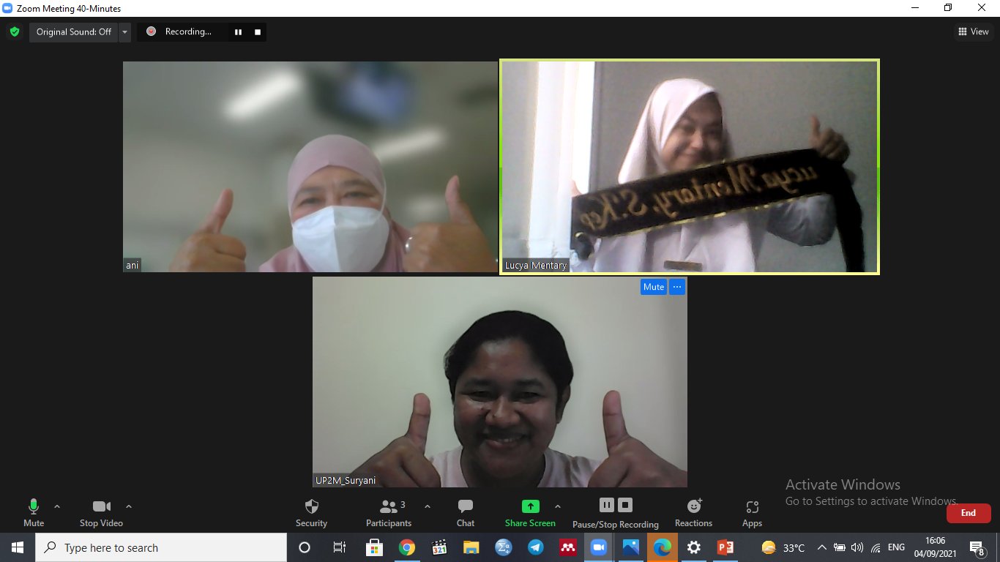 Zoom Meeting 40-Minutes
Original Sound: Off
Recording...
View
ani
Lucya Mentary, S.Kep
Lucya Mentary
Mute ...
UP2M_Suryani
Activate Windows
Go to Settings to activate Windows.
Mute
Stop Video
Security
3
Participants
Chat
Share Screen
Pause/Stop Recording
Reactions
Apps
End
Type here to search
321
33°C
ENG
16:06
04/09/2021
8